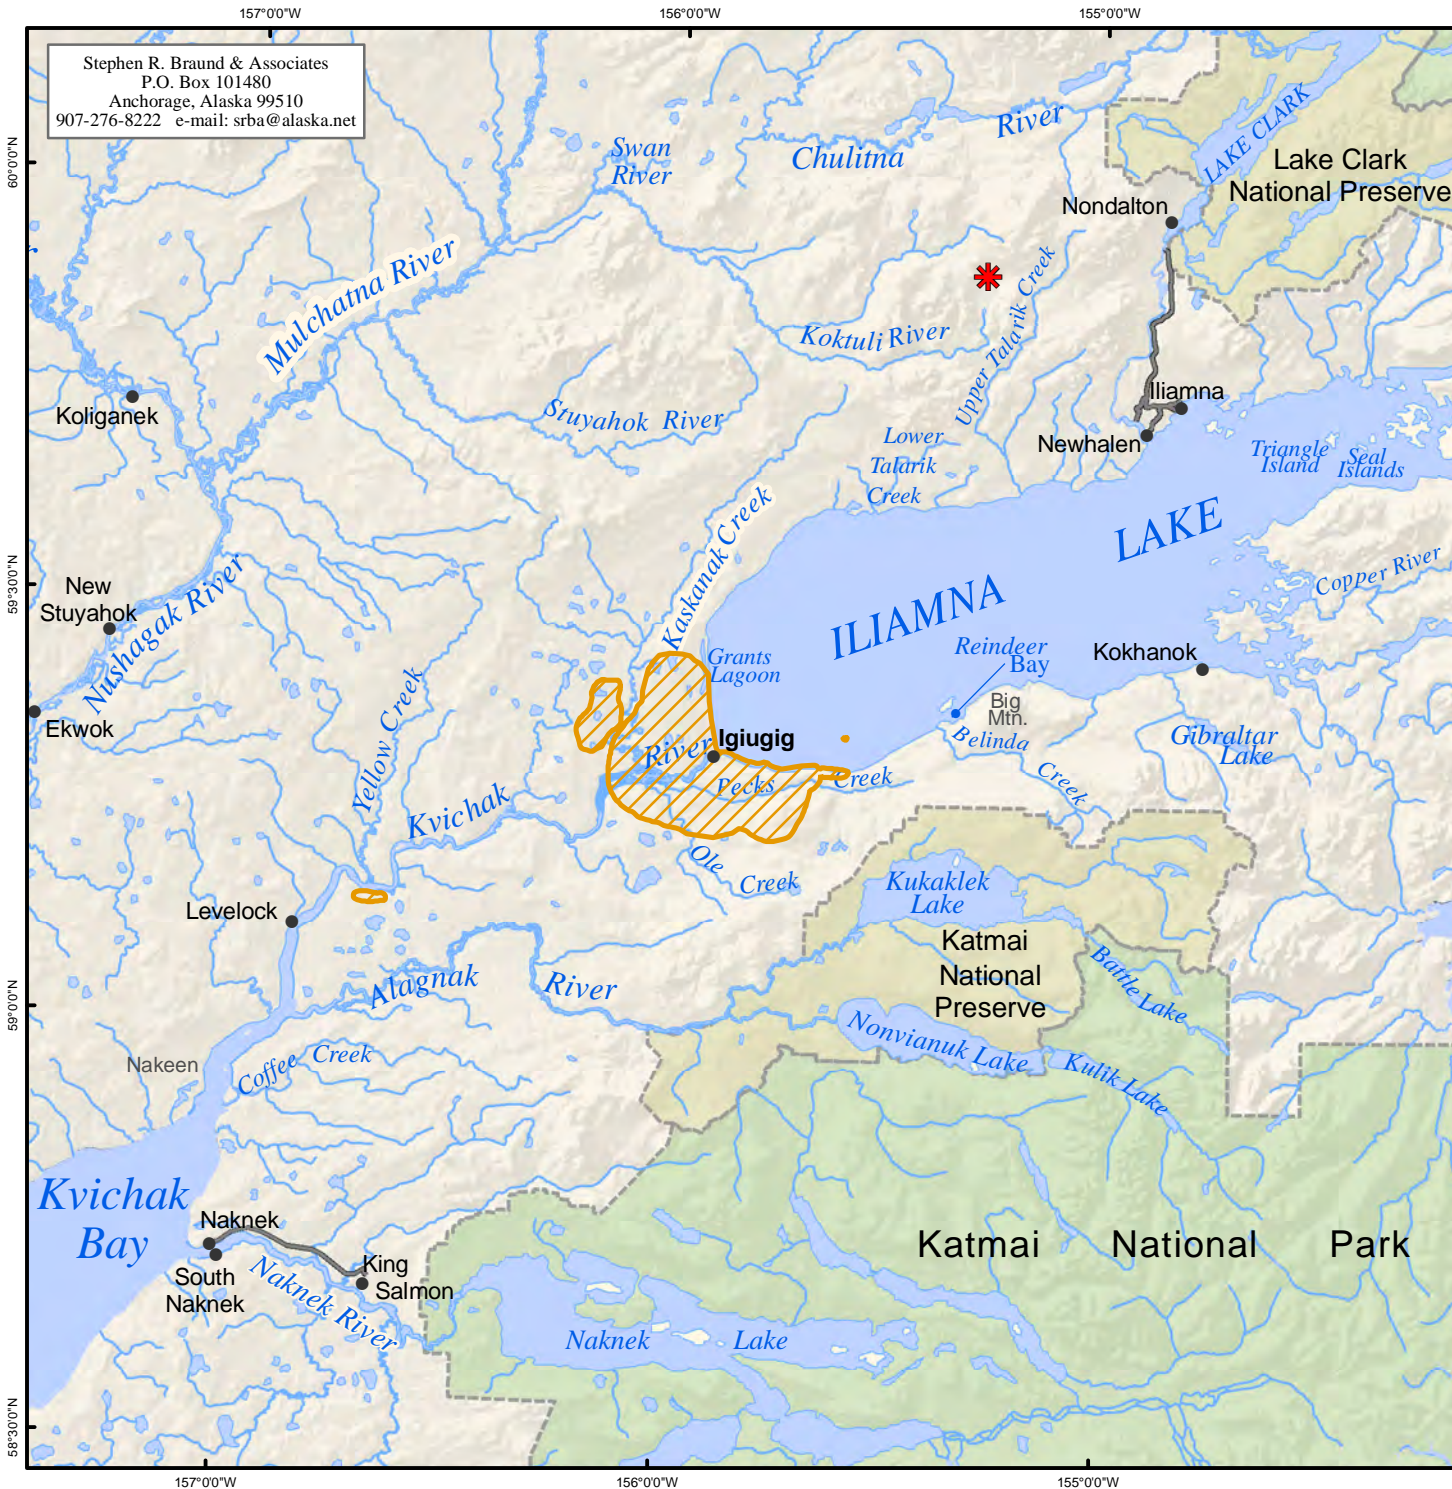 157°0'0"W
156°0'0"W
155°0'0"W
Stephen R. Braund & Associates
P.O. Box 101480
Anchorage, Alaska 99510
907-276-8222 e-mail: srba@alaska.net
60°0'0"N
Swan
River
Chulitna
River
LAKE CLARK
Lake Clark
National Preserve
Nondalton
Mulchatna River
Koktuli River
Upper Talarik Creek
Koliganek
Stuyahok River
Iliamna
Newhalen
Lower
Talarik
Creek
Triangle
Island
Seal
Islands
Kaskanak Creek
ILIAMNA
LAKE
59°30'0"N
New
Stuyahok
Nushagak River
Copper River
Grants
Lagoon
Reindeer
Bay
Kokhanok
Big
Mtn.
Ekwok
Yellow Creek
River
Igiugig
Belinda
Creek
Gibraltar
Lake
Pecks
Creek
Kvichak
Ole
Creek
Kukaklek
Lake
Levelock
Katmai
National
Preserve
Battle Lake
Alagnak
River
59°0'0"N
Nonvianuk Lake
Kulik Lake
Nakeen
Coffee Creek
Kvichak
Bay
Naknek
South
Naknek
King
Salmon
Naknek River
Katmai National Park
Naknek Lake
58°30'0"N
157°0'0"W
156°0'0"W
155°0'0"W